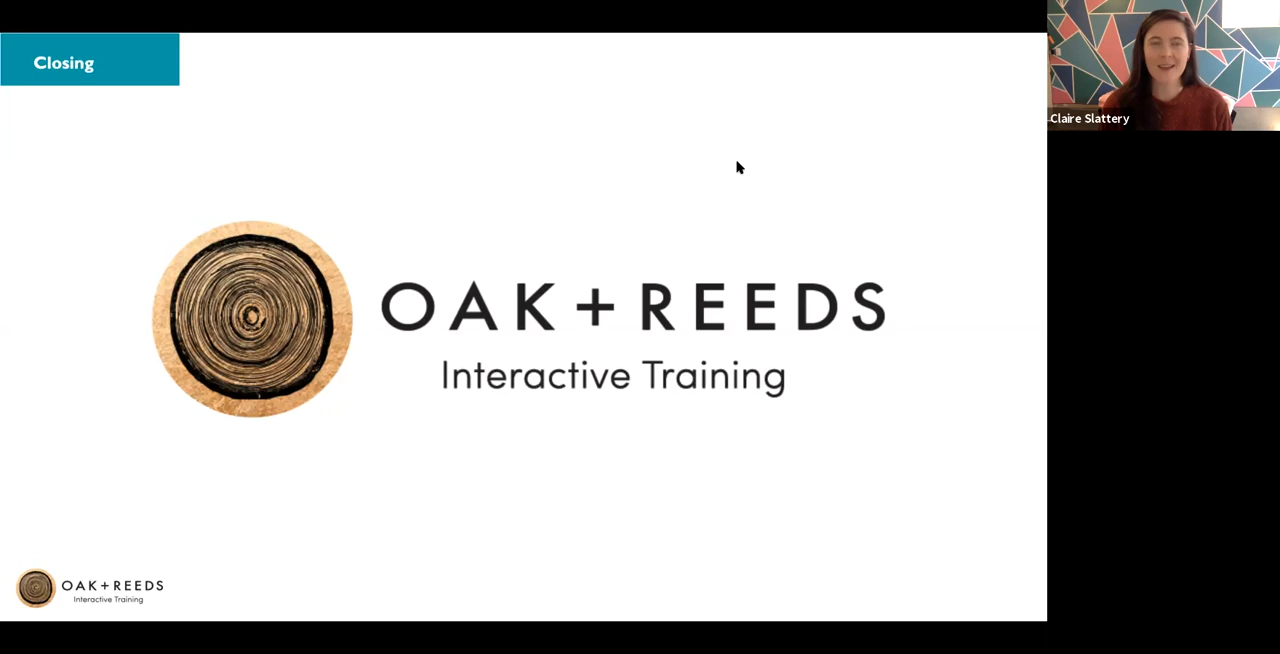 Closing
Claire Slattery
OAK+REEDS
Interactive Training
OAK+REEDS
Interactive Training